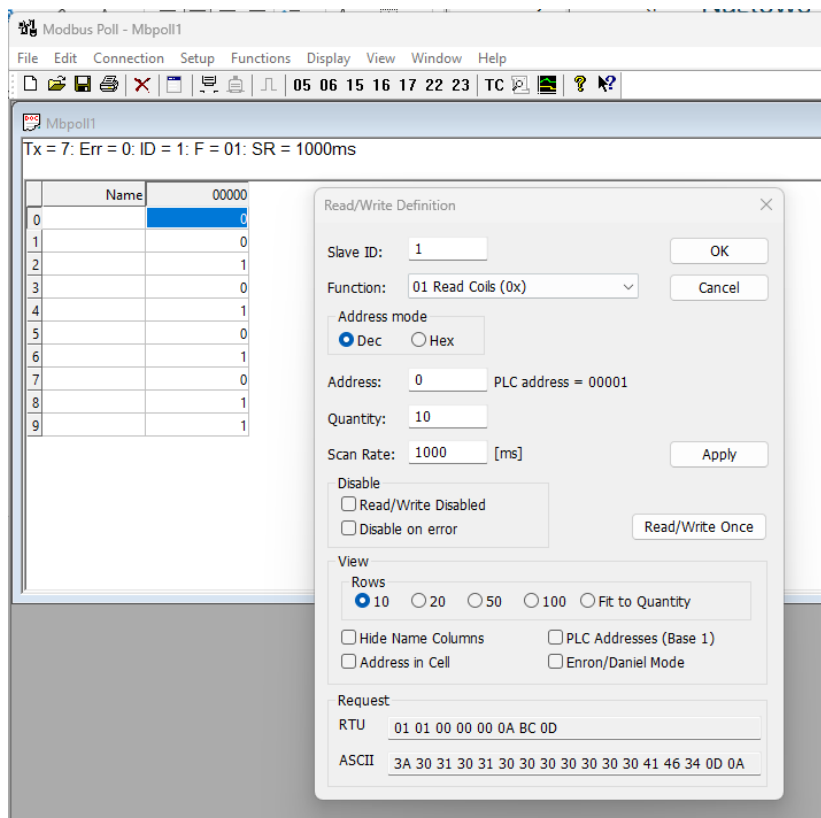 Modbus Poll - Mbpoll1
File Edit Connection Setup Functions Display View Window Help
05 06 15 16 17 22 23 TC
Mbpoll1
Tx = 7: Err = 0: ID = 1: F = 01: SR = 1000ms
Name 00000
0 0
1 0
2 1
3 0
4 1
5 0
6 1
7 0
8 1
9 1
Read/Write Definition
Slave ID: 1 OK
Function: 01 Read Coils (0x) Cancel
Address mode
Dec Hex
Address: 0 PLC address = 00001
Quantity: 10
Scan Rate: 1000 [ms] Apply
Disable
Read/Write Disabled
Disable on error Read/Write Once
View
Rows
10 20 50 100 Fit to Quantity
Hide Name Columns PLC Addresses (Base 1)
Address in Cell Enron/Daniel Mode
Request
RTU 01 01 00 00 00 0A BC 0D
ASCII 3A 30 31 30 31 30 30 30 30 30 30 30 41 46 34 0D 0A